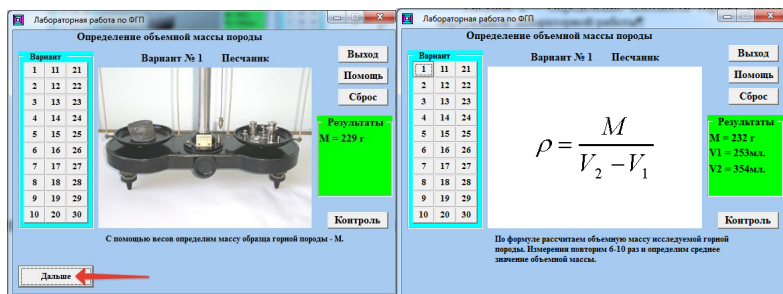 Лабораторная работа по ФГП
Определение объемной массы породы
Вариант
Вариант № 1 Песчаник
1 11 21
2 12 22
3 13 23
4 14 24
5 15 25
6 16 26
7 17 27
8 18 28
9 19 29
10 20 30
Выход
Помощь
Сброс
Результаты
М = 229 г
Контроль
С помощью весов определим массу образца горной породы - М.
Дальше
Лабораторная работа по ФГП
Определение объемной массы породы
Вариант
Вариант № 1 Песчаник
1 11 21
2 12 22
3 13 23
4 14 24
5 15 25
6 16 26
7 17 27
8 18 28
9 19 29
10 20 30
ρ = M / (V₂ − V₁)
Выход
Помощь
Сброс
Результаты
М = 232 г
V1 = 253мл.
V2 = 354мл.
Контроль
По формуле рассчитаем объемную массу исследуемой горной
породы. Измерения повторим 6-10 раз и определим среднее
значение объемной массы.